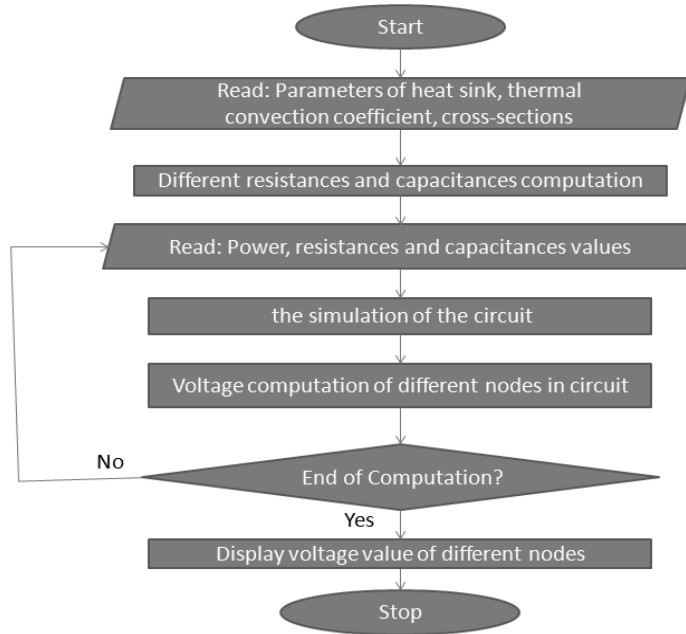 Start
Read: Parameters of heat sink, thermal
convection coefficient, cross-sections
Different resistances and capacitances computation
Read: Power, resistances and capacitances values
the simulation of the circuit
Voltage computation of different nodes in circuit
No
End of Computation?
Yes
Display voltage value of different nodes
Stop